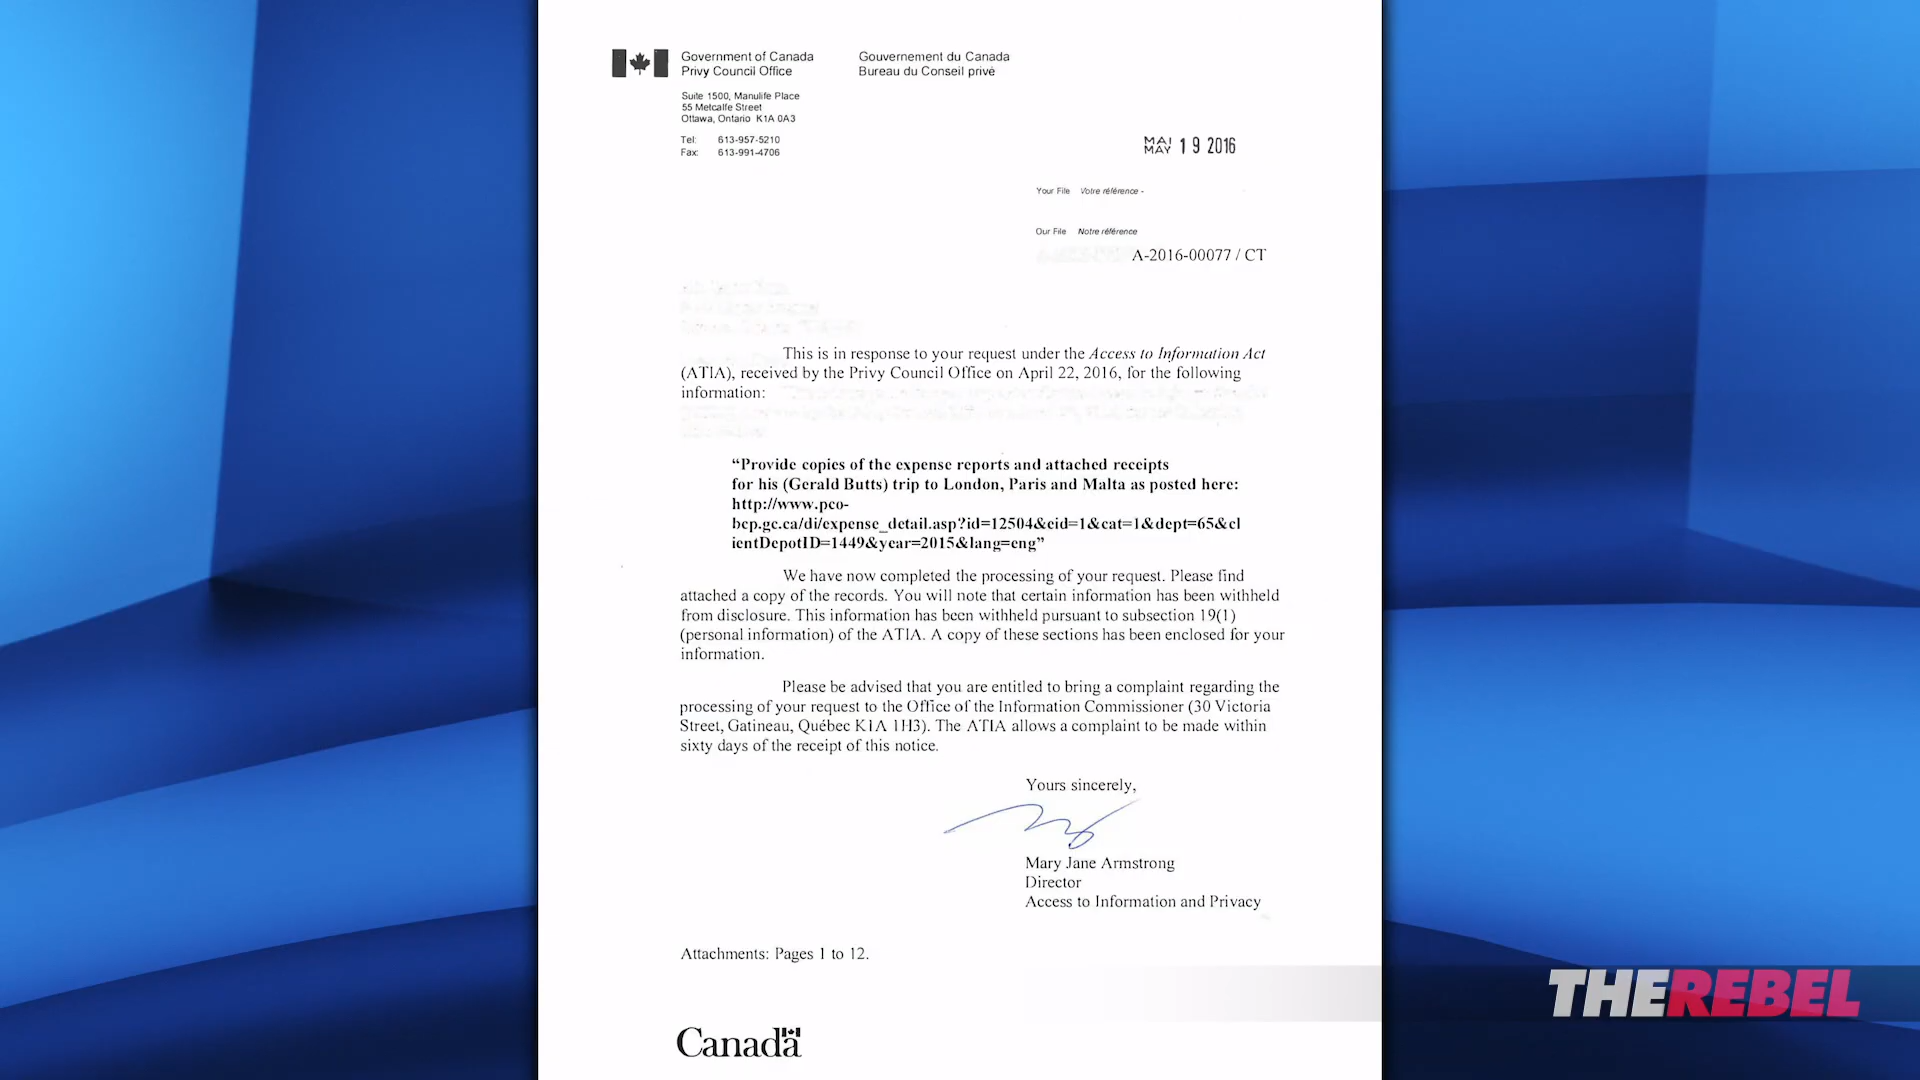 Government of Canada
Privy Council Office
Gouvernement du Canada
Bureau du Conseil privé
Suite 1500, Manulife Place
55 Metcalfe Street
Ottawa, Ontario K1A 0A3
Tel: 613-957-5210
Fax: 613-991-4706
MAI
MAY 19 2016
Your File Votre référence -
Our File Notre référence
A-2016-00077 / CT
This is in response to your request under the Access to Information Act
(ATIA), received by the Privy Council Office on April 22, 2016, for the following
information:
“Provide copies of the expense reports and attached receipts
for his (Gerald Butts) trip to London, Paris and Malta as posted here:
http://www.pco-
bcp.gc.ca/di/expense_detail.asp?id=12504&eid=1&cat=1&dept=65&cl
ientDepotID=1449&year=2015&lang=eng”
We have now completed the processing of your request. Please find
attached a copy of the records. You will note that certain information has been withheld
from disclosure. This information has been withheld pursuant to subsection 19(1)
(personal information) of the ATIA. A copy of these sections has been enclosed for your
information.
Please be advised that you are entitled to bring a complaint regarding the
processing of your request to the Office of the Information Commissioner (30 Victoria
Street, Gatineau, Québec K1A 1H3). The ATIA allows a complaint to be made within
sixty days of the receipt of this notice.
Yours sincerely,
Mary Jane Armstrong
Director
Access to Information and Privacy
Attachments: Pages 1 to 12.
Canada
THE REBEL